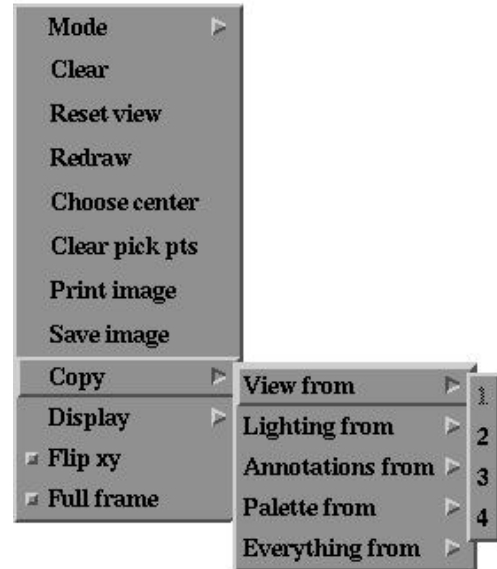 Mode
Clear
Reset view
Redraw
Choose center
Clear pick pts
Print image
Save image
Copy
Display
Flip xy
Full frame
View from
Lighting from
Annotations from
Palette from
Everything from
1
2
3
4